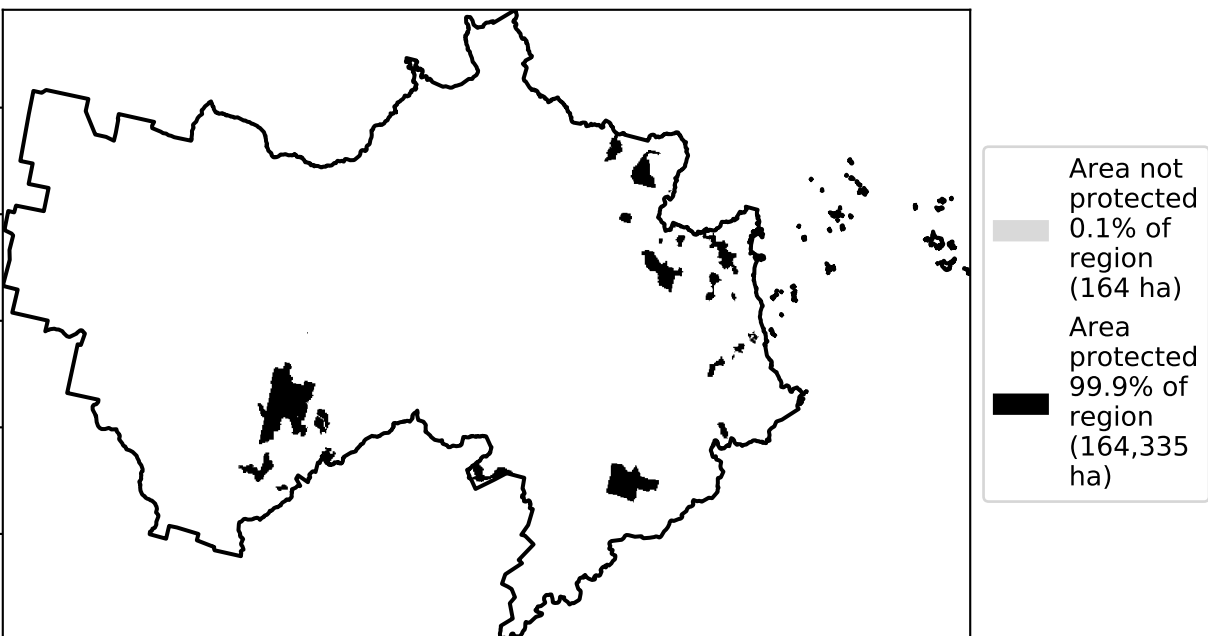 Area not
protected
0.1% of
region
(164 ha)
Area
protected
99.9% of
region
(164,335
ha)